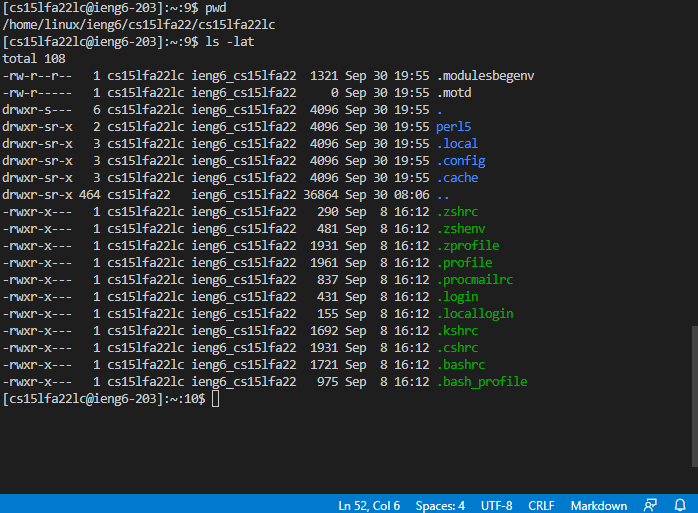 [cs15lfa22lc@ieng6-203]:~:9$ pwd
/home/linux/ieng6/cs15lfa22/cs15lfa22lc
[cs15lfa22lc@ieng6-203]:~:9$ ls -lat
total 108
-rw-r--r--   1 cs15lfa22lc ieng6_cs15lfa22  1321 Sep 30 19:55 .modulesbegenv
-rw-r-----   1 cs15lfa22lc ieng6_cs15lfa22     0 Sep 30 19:55 .motd
drwxr-s---   6 cs15lfa22lc ieng6_cs15lfa22  4096 Sep 30 19:55 .
drwxr-sr-x   2 cs15lfa22lc ieng6_cs15lfa22  4096 Sep 30 19:55 perl5
drwxr-sr-x   3 cs15lfa22lc ieng6_cs15lfa22  4096 Sep 30 19:55 .local
drwxr-sr-x   3 cs15lfa22lc ieng6_cs15lfa22  4096 Sep 30 19:55 .config
drwxr-sr-x   3 cs15lfa22lc ieng6_cs15lfa22  4096 Sep 30 19:55 .cache
drwxr-sr-x 464 cs15lfa22   ieng6_cs15lfa22 36864 Sep 30 08:06 ..
-rwxr-x---   1 cs15lfa22lc ieng6_cs15lfa22   290 Sep  8 16:12 .zshrc
-rwxr-x---   1 cs15lfa22lc ieng6_cs15lfa22   481 Sep  8 16:12 .zshenv
-rwxr-x---   1 cs15lfa22lc ieng6_cs15lfa22  1931 Sep  8 16:12 .zprofile
-rwxr-x---   1 cs15lfa22lc ieng6_cs15lfa22  1961 Sep  8 16:12 .profile
-rwxr-x---   1 cs15lfa22lc ieng6_cs15lfa22   837 Sep  8 16:12 .procmailrc
-rwxr-x---   1 cs15lfa22lc ieng6_cs15lfa22   431 Sep  8 16:12 .login
-rwxr-x---   1 cs15lfa22lc ieng6_cs15lfa22   155 Sep  8 16:12 .locallogin
-rwxr-x---   1 cs15lfa22lc ieng6_cs15lfa22  1692 Sep  8 16:12 .kshrc
-rwxr-x---   1 cs15lfa22lc ieng6_cs15lfa22  1931 Sep  8 16:12 .cshrc
-rwxr-x---   1 cs15lfa22lc ieng6_cs15lfa22  1721 Sep  8 16:12 .bashrc
-rwxr-x---   1 cs15lfa22lc ieng6_cs15lfa22   975 Sep  8 16:12 .bash_profile
[cs15lfa22lc@ieng6-203]:~:10$
Ln 52, Col 6 Spaces: 4 UTF-8 CRLF Markdown